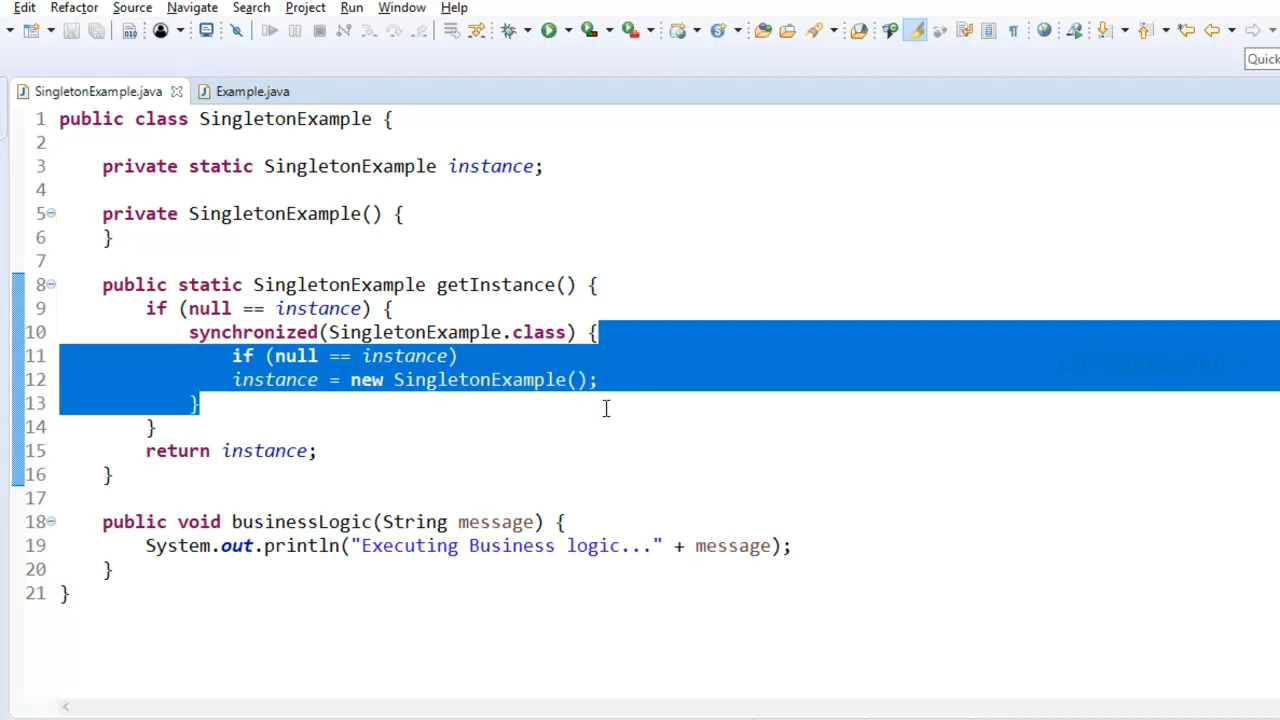 Edit Refactor Source Navigate Search Project Run Window Help
Quick
SingletonExample.java Example.java
1 public class SingletonExample {
2
3 private static SingletonExample instance;
4
5 private SingletonExample() {
6 }
7
8 public static SingletonExample getInstance() {
9 if (null == instance) {
10 synchronized(SingletonExample.class) {
11 if (null == instance)
12 instance = new SingletonExample();
13 }
14 }
15 return instance;
16 }
17
18 public void businessLogic(String message) {
19 System.out.println("Executing Business logic..." + message);
20 }
21 }